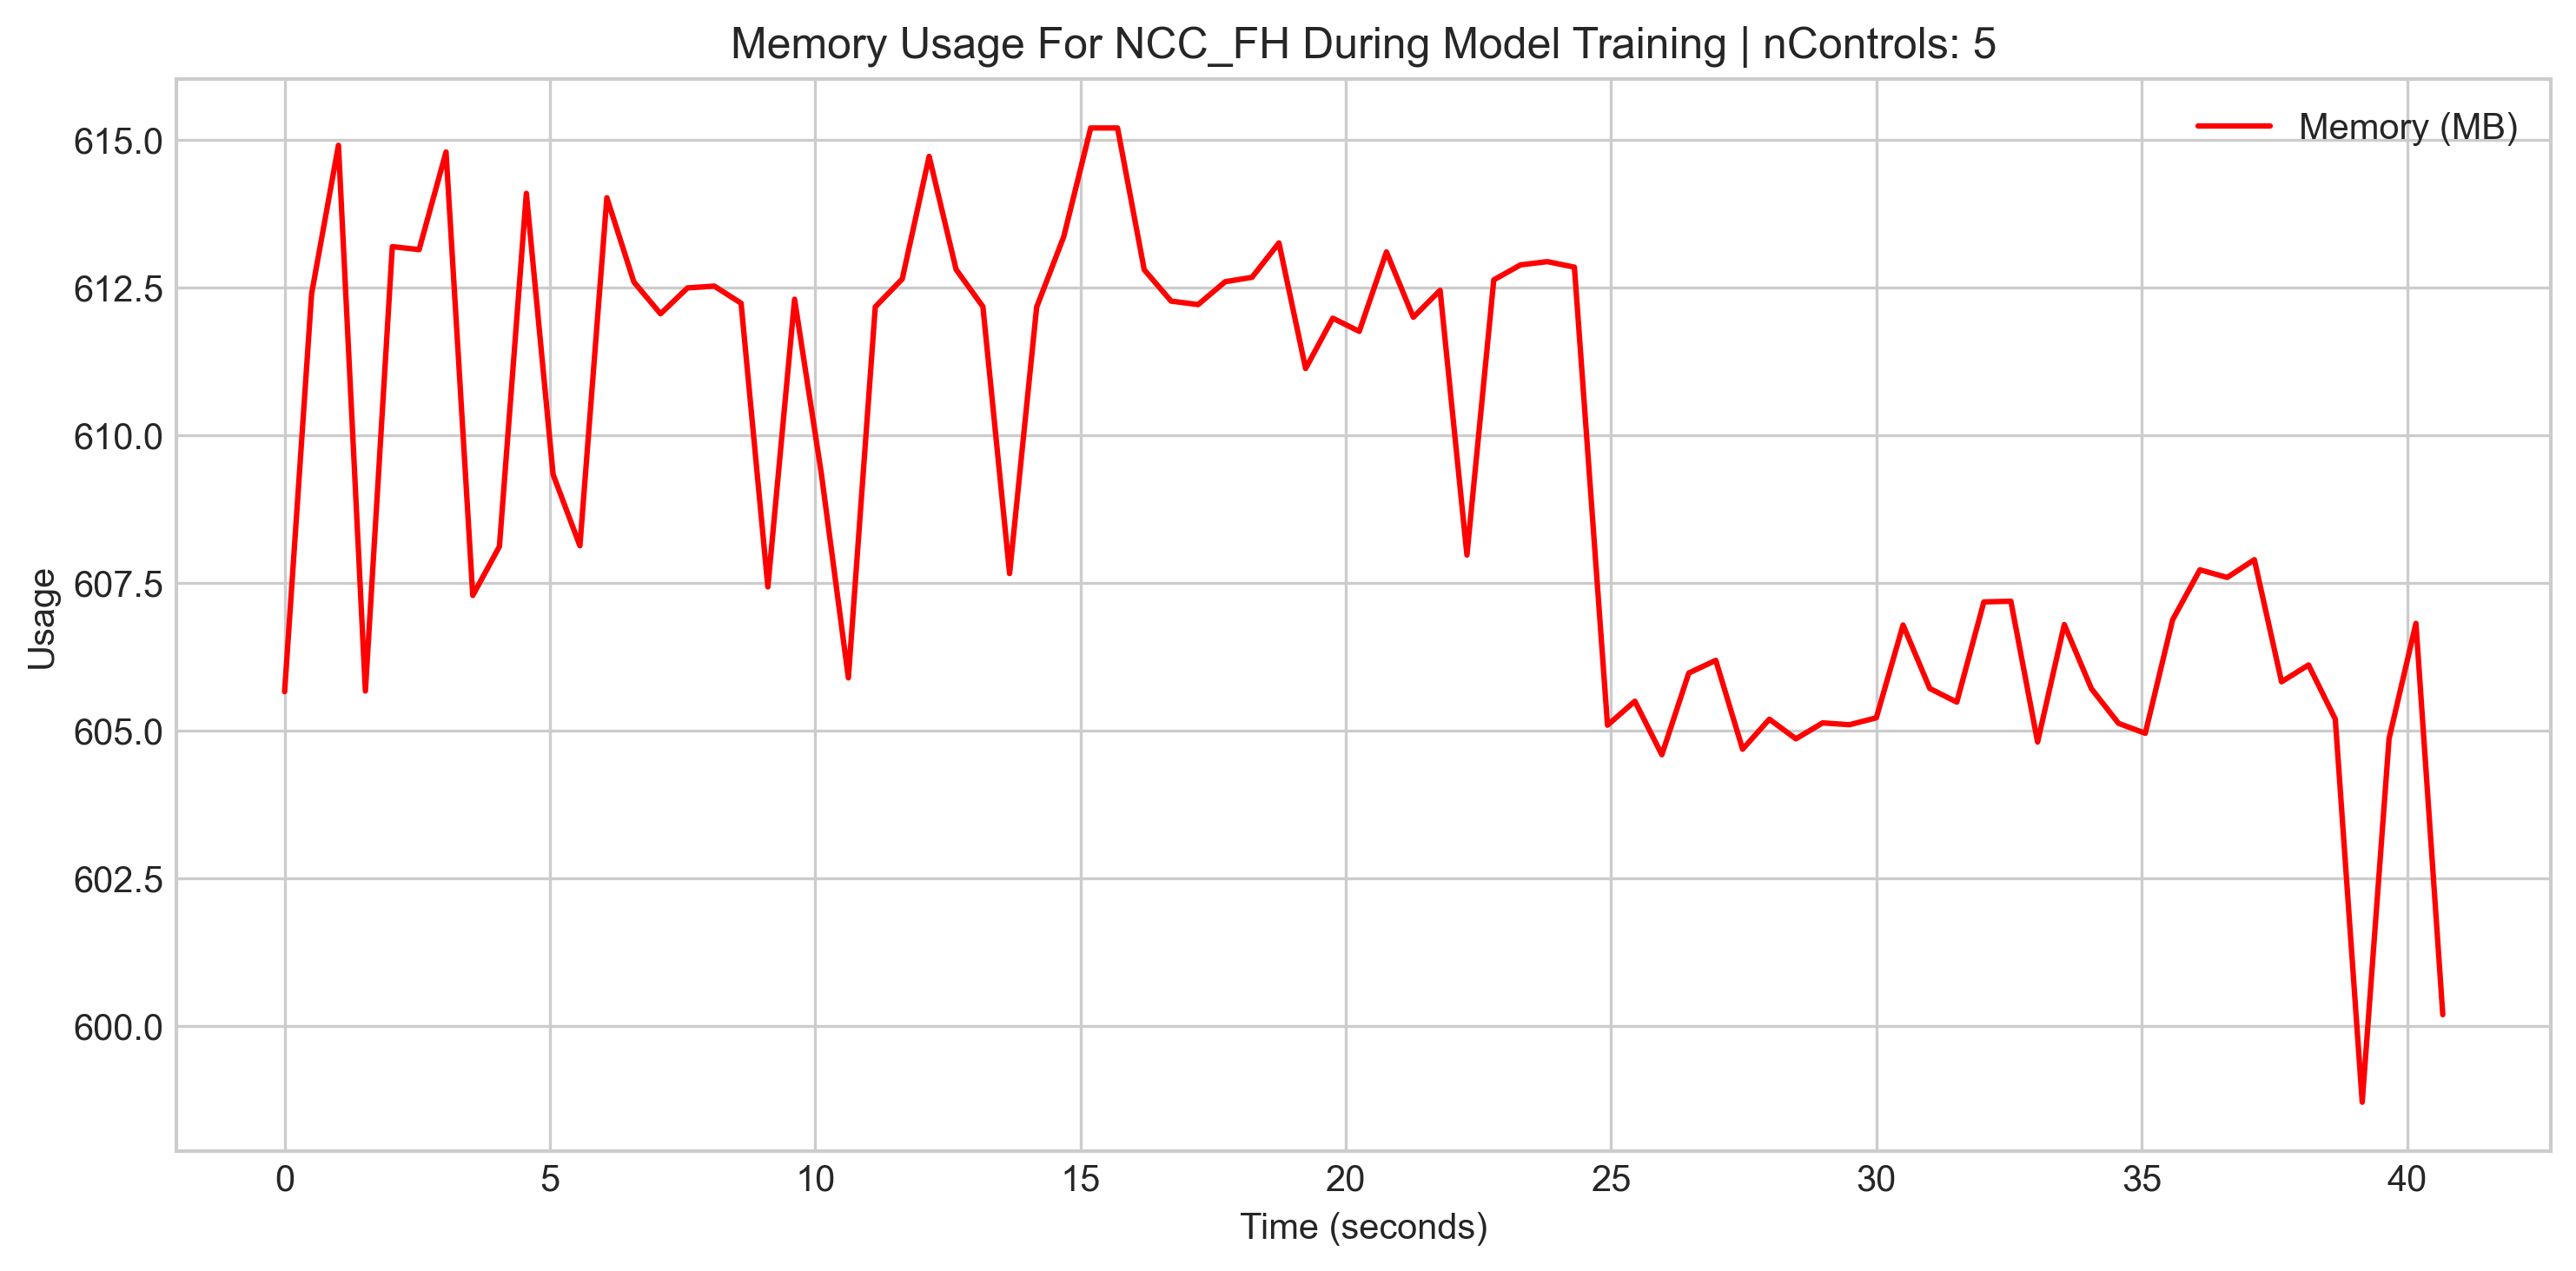 Memory Usage For NCC_FH During Model Training | nControls: 5
Memory (MB)
Usage
615.0
612.5
610.0
607.5
605.0
602.5
600.0
0 5 10 15 20 25 30 35 40
Time (seconds)